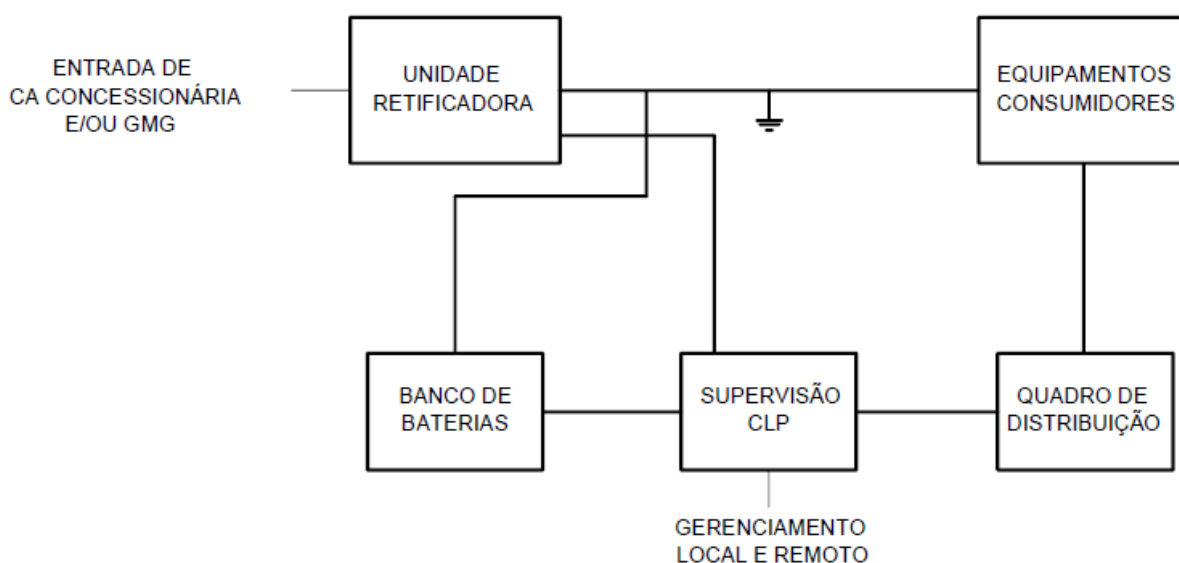 ENTRADA DE
CA CONCESSIONÁRIA
E/OU GMG
UNIDADE
RETIFICADORA
EQUIPAMENTOS
CONSUMIDORES
BANCO DE
BATERIAS
SUPERVISÃO
CLP
QUADRO DE
DISTRIBUIÇÃO
GERENCIAMENTO
LOCAL E REMOTO